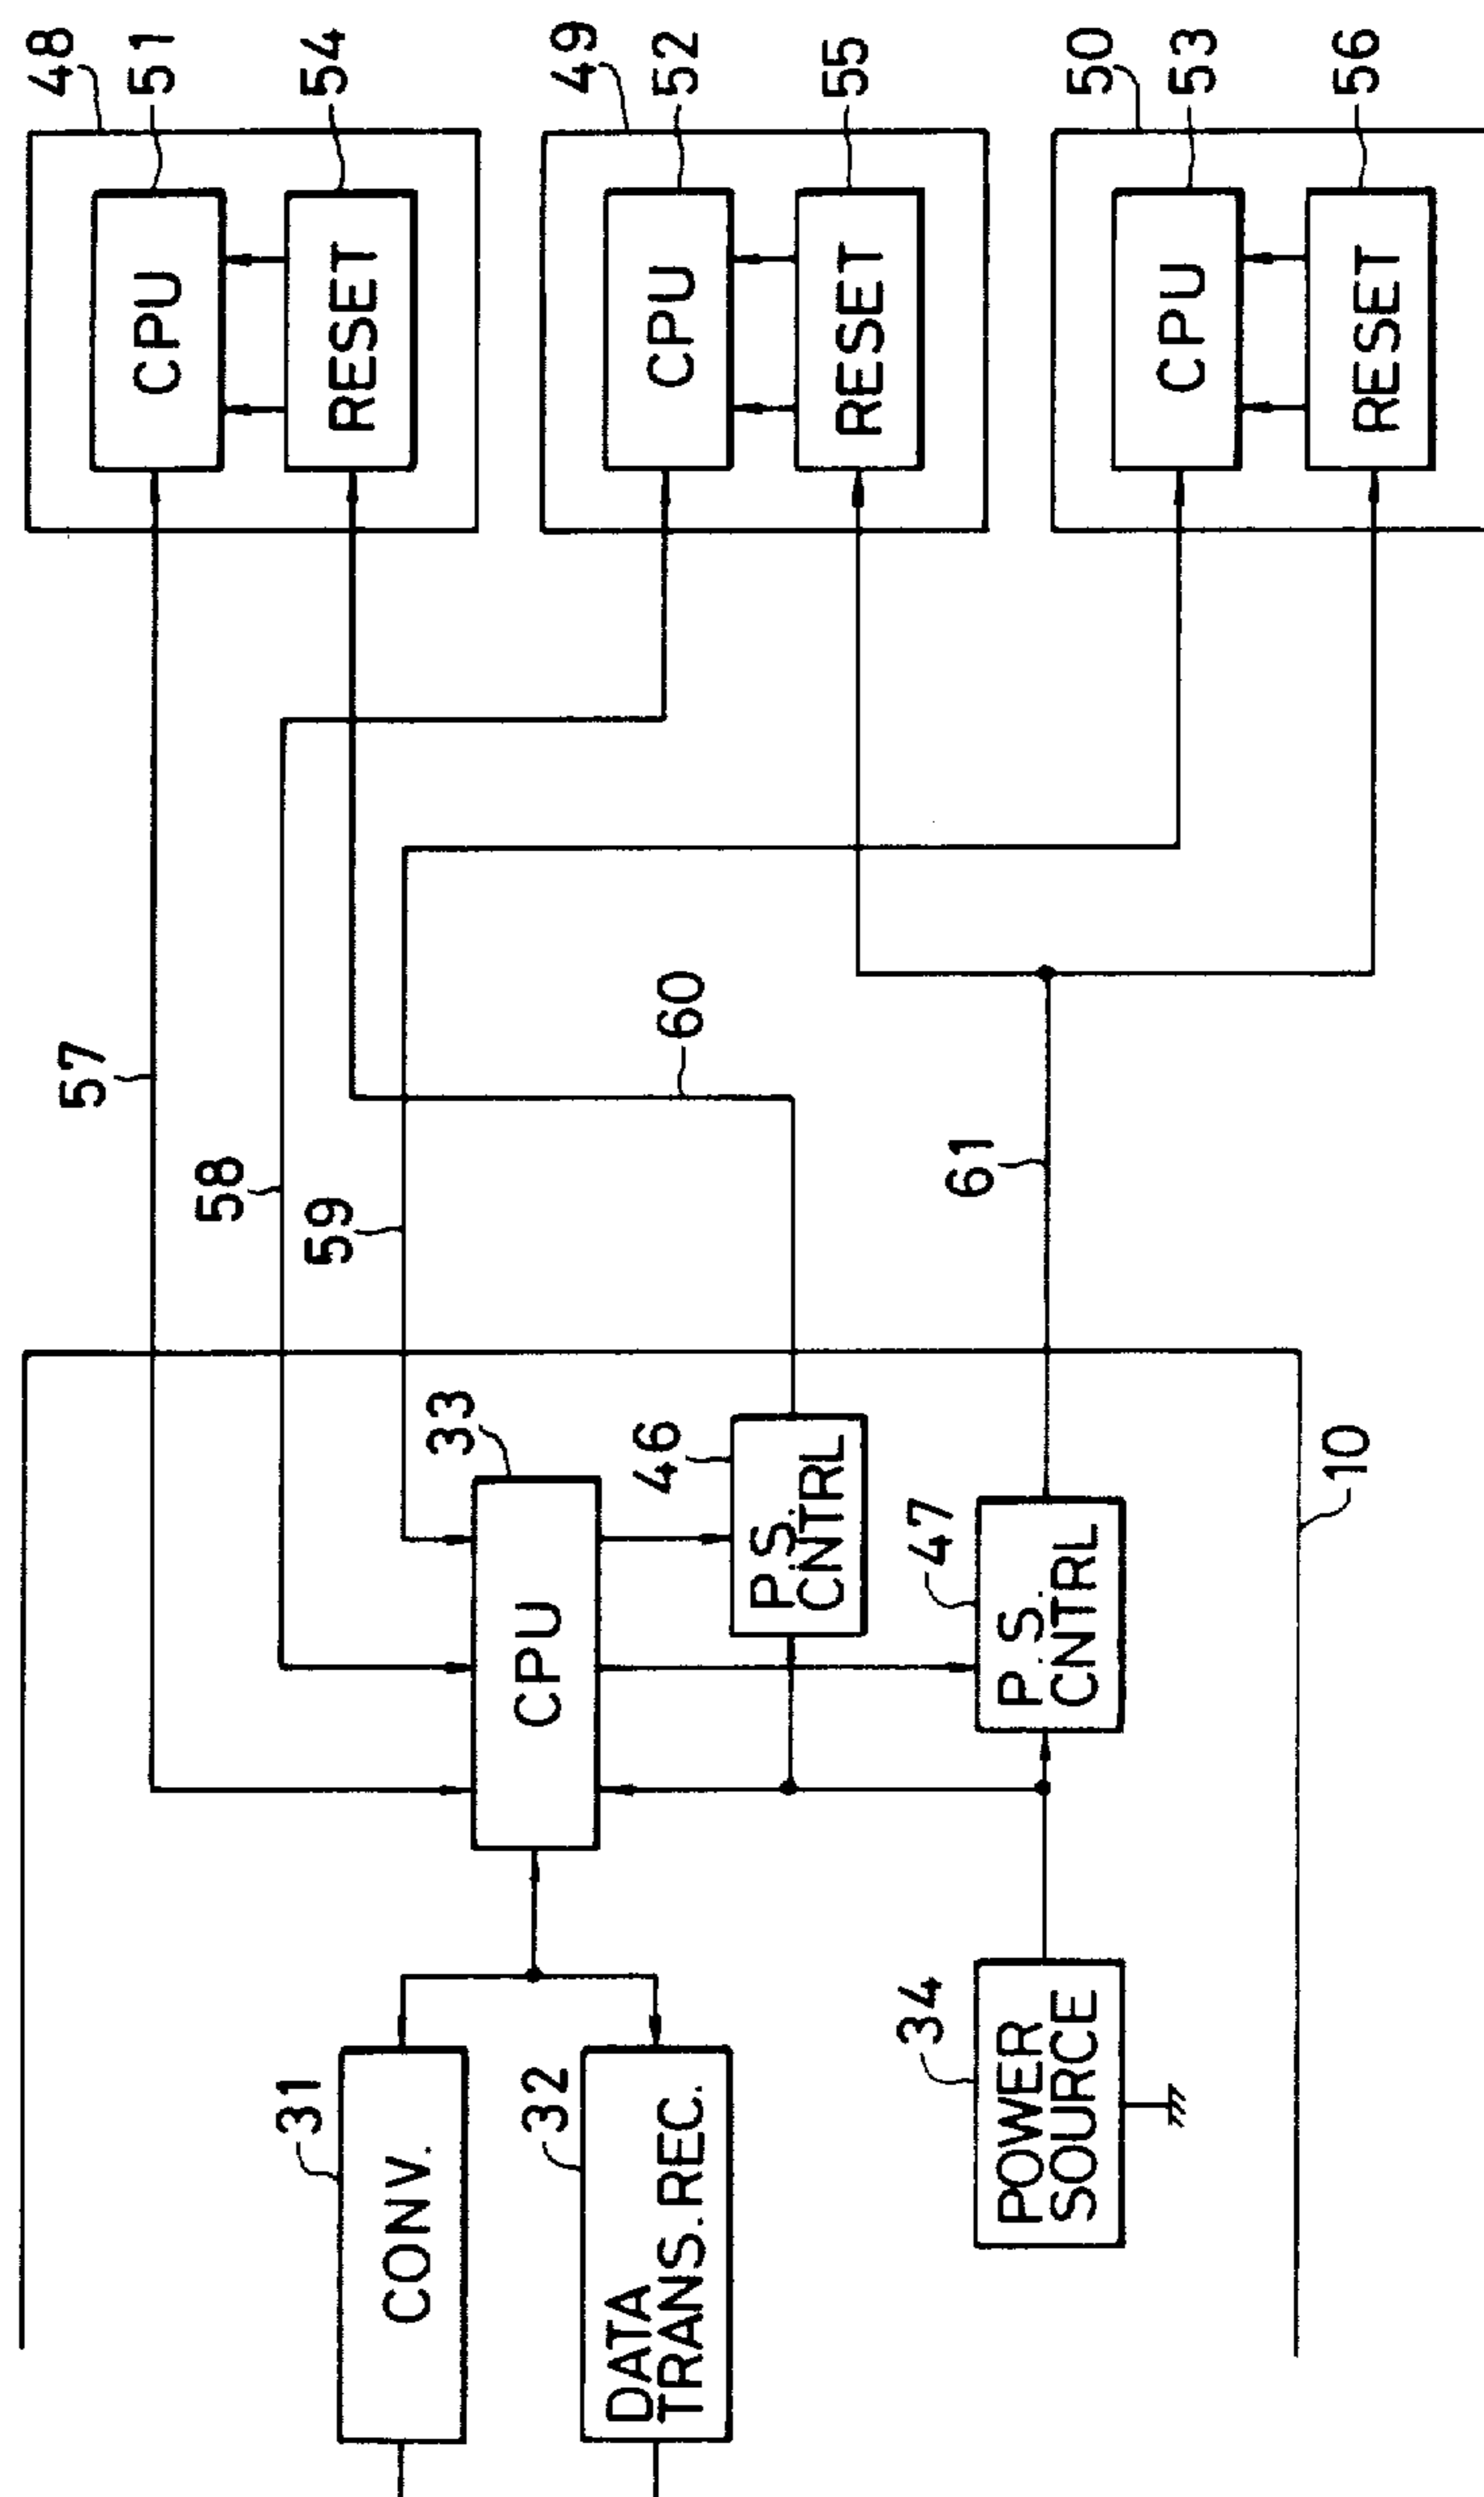 48
51
CPU
54
RESET
49
52
CPU
55
RESET
50
53
CPU
56
RESET
57
58
59
60
61
33
CPU
46
P.S.
CNTRL
47
P.S.
CNTRL
10
31
CONV.
32
DATA
TRANS.REC.
34
POWER
SOURCE